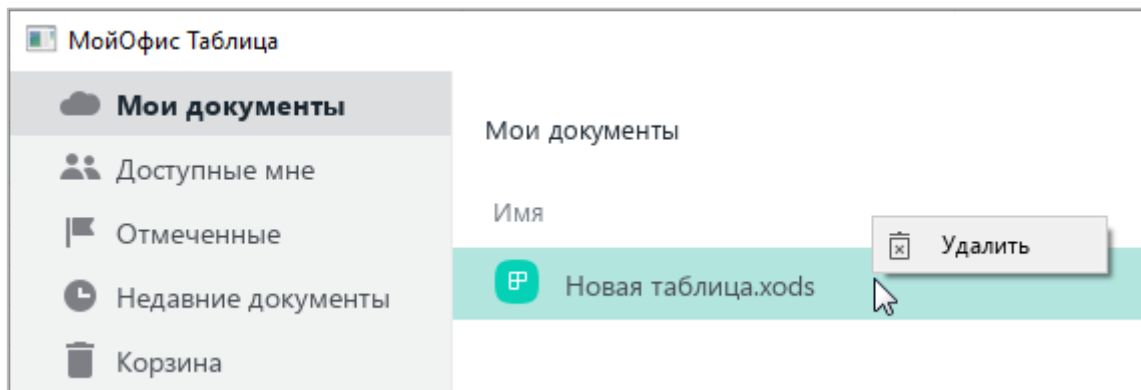 МойОфис Таблица
Мои документы
Доступные мне
Отмеченные
Недавние документы
Корзина
Мои документы
Имя
Удалить
Новая таблица.xods